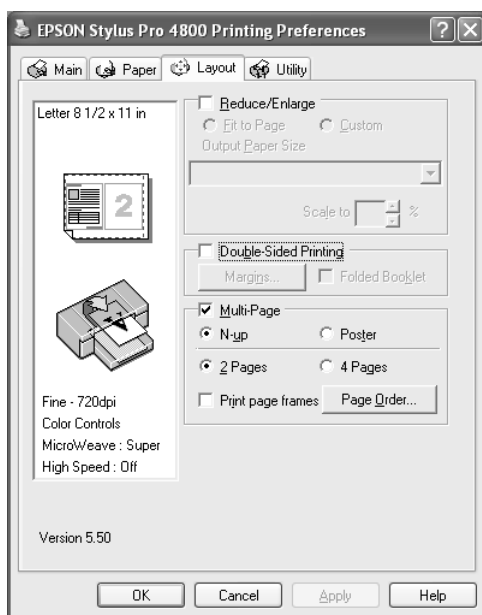 EPSON Stylus Pro 4800 Printing Preferences
Main Paper Layout Utility
Letter 8 1/2 x 11 in
2
Fine - 720dpi
Color Controls
MicroWeave : Super
High Speed : Off
Version 5.50
Reduce/Enlarge
Fit to Page Custom
Output Paper Size
Scale to %
Double-Sided Printing
Margins... Folded Booklet
Multi-Page
N-up Poster
2 Pages 4 Pages
Print page frames Page Order...
OK Cancel Apply Help